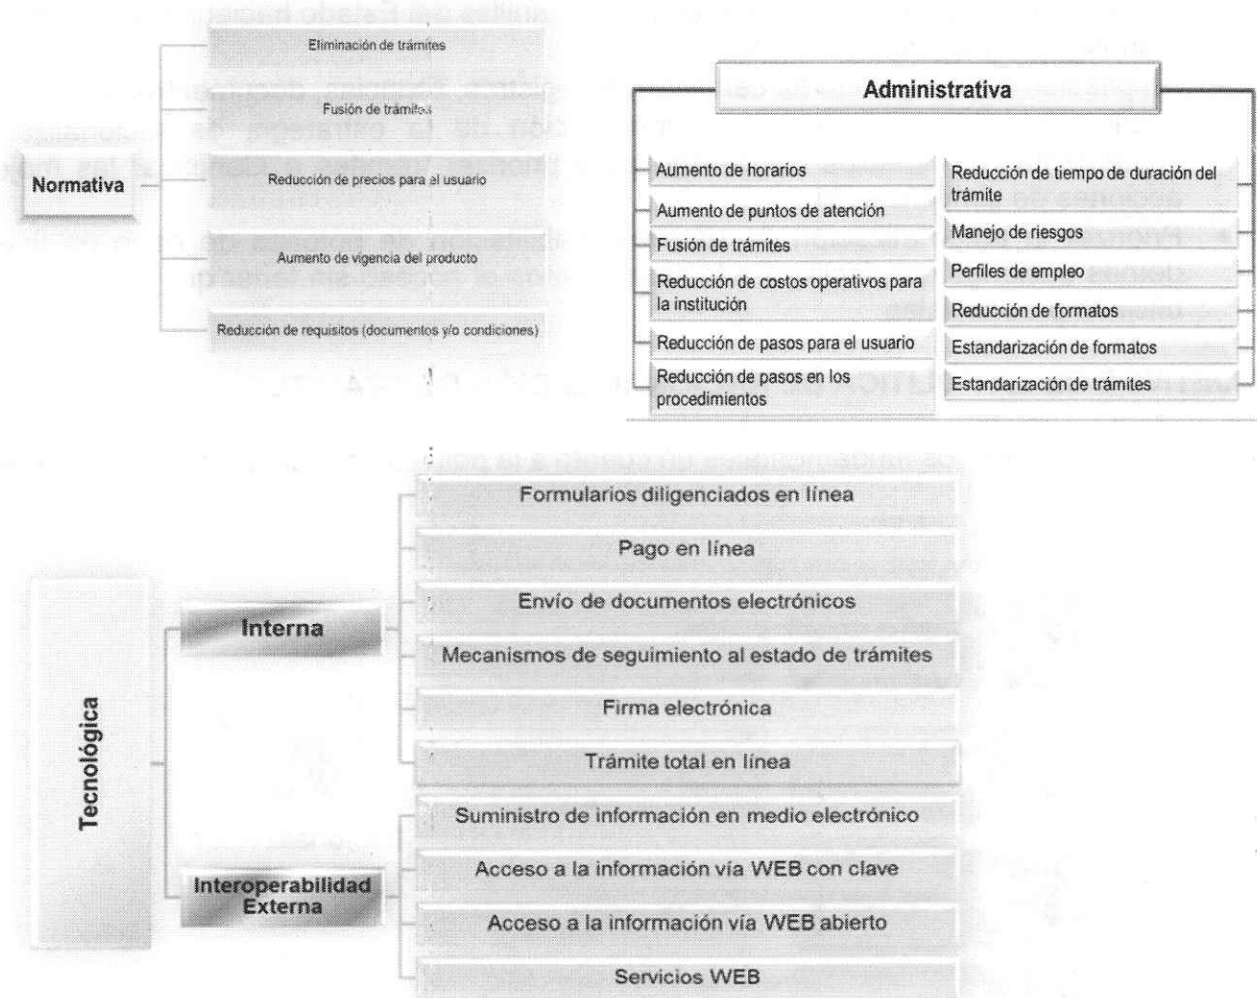 Normativa
Eliminación de trámites
Fusión de trámites
Reducción de precios para el usuario
Aumento de vigencia del producto
Reducción de requisitos (documentos y/o condiciones)
Administrativa
Aumento de horarios
Aumento de puntos de atención
Fusión de trámites
Reducción de costos operativos para
la institución
Reducción de pasos para el usuario
Reducción de pasos en los
procedimientos
Reducción de tiempo de duración del
trámite
Manejo de riesgos
Perfiles de empleo
Reducción de formatos
Estandarización de formatos
Estandarización de trámites
Tecnológica
Interna
Formularios diligenciados en línea
Pago en línea
Envío de documentos electrónicos
Mecanismos de seguimiento al estado de trámites
Firma electrónica
Trámite total en línea
Interoperabilidad
Externa
Suministro de información en medio electrónico
Acceso a la información vía WEB con clave
Acceso a la información vía WEB abierto
Servicios WEB